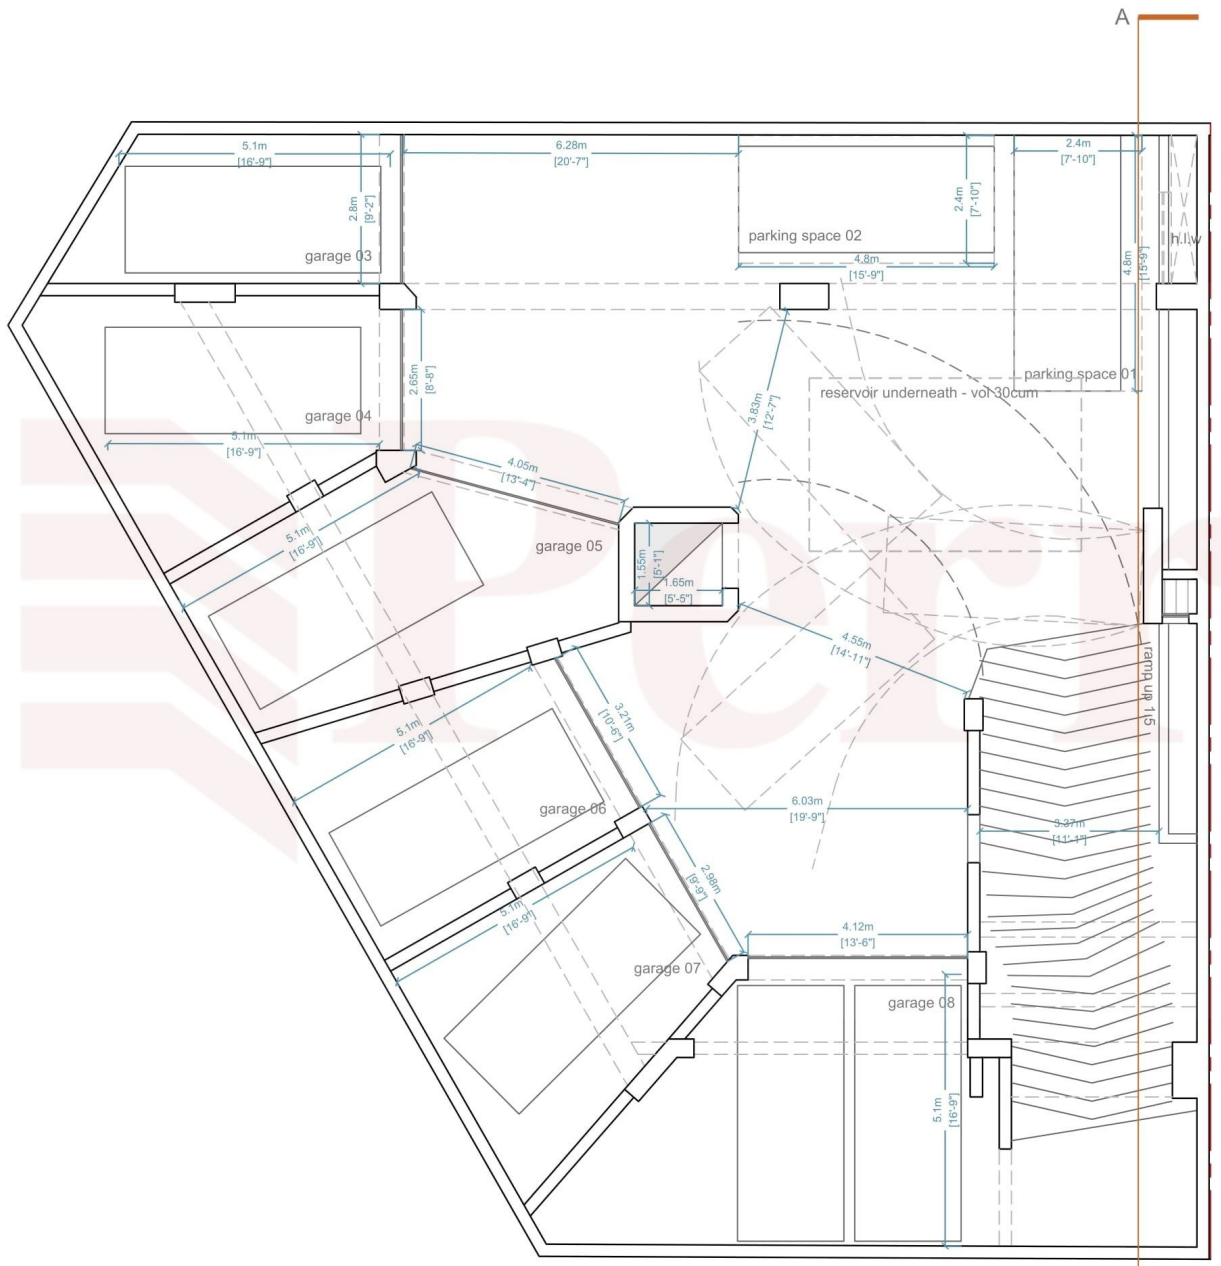 A
5.1m
[16'-9"]
6.28m
[20'-7"]
2.4m
[7'-10"]
2.8m
[9'-2"]
2.4m
[7'-10"]
parking space 02
h.l.w
garage 03
4.8m
[15'-9"]
4.8m
[15'-9"]
2.65m
[8'-8"]
parking space 01
reservoir underneath - vol 30cum
garage 04
3.83m
[12'-7"]
5.1m
[16'-9"]
4.05m
[13'-4"]
5.1m
[16'-9"]
garage 05
1.55m
[5'-1"]
1.65m
[5'-5"]
4.55m
[14'-11"]
ramp up 1:5
3.21m
[10'-6"]
5.1m
[16'-9"]
garage 06
6.03m
[19'-9"]
3.37m
[11'-1"]
2.98m
[9'-9"]
5.1m
[16'-9"]
4.12m
[13'-6"]
garage 07
garage 08
5.1m
[16'-9"]
Perr